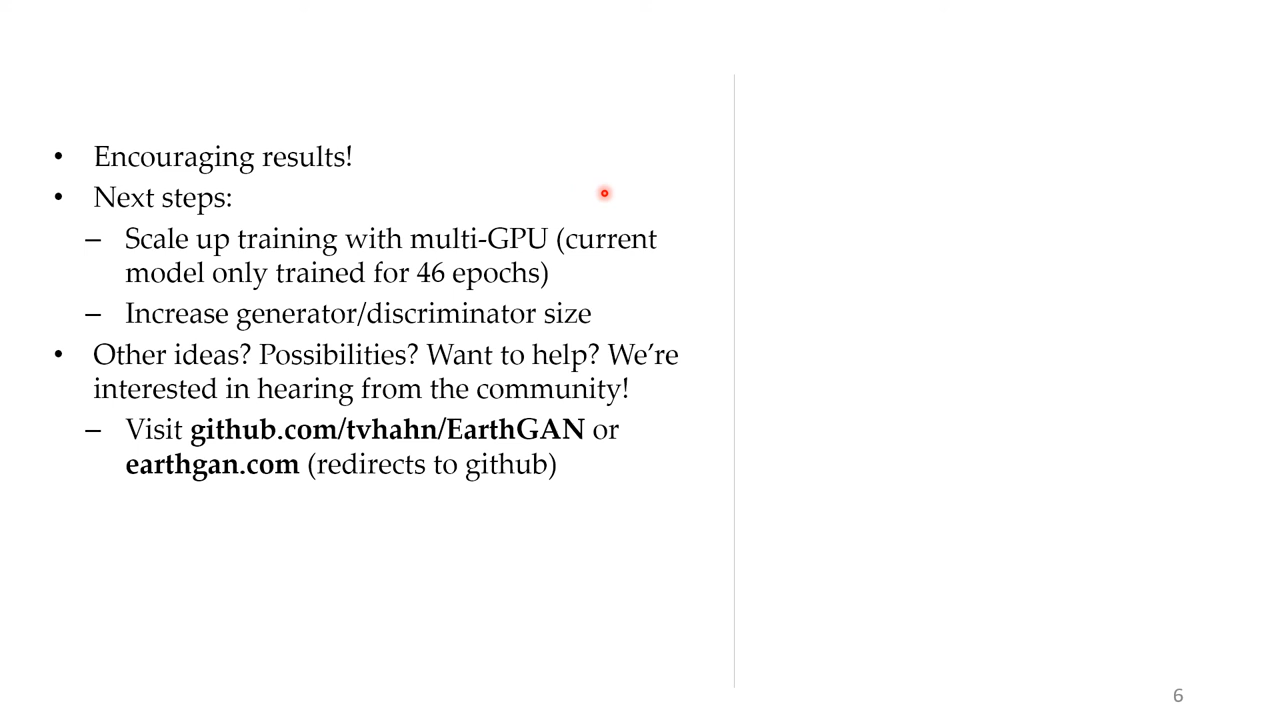 • Encouraging results!
• Next steps:
– Scale up training with multi-GPU (current
model only trained for 46 epochs)
– Increase generator/discriminator size
• Other ideas? Possibilities? Want to help? We’re
interested in hearing from the community!
– Visit github.com/tvhahn/EarthGAN or
earthgan.com (redirects to github)
6